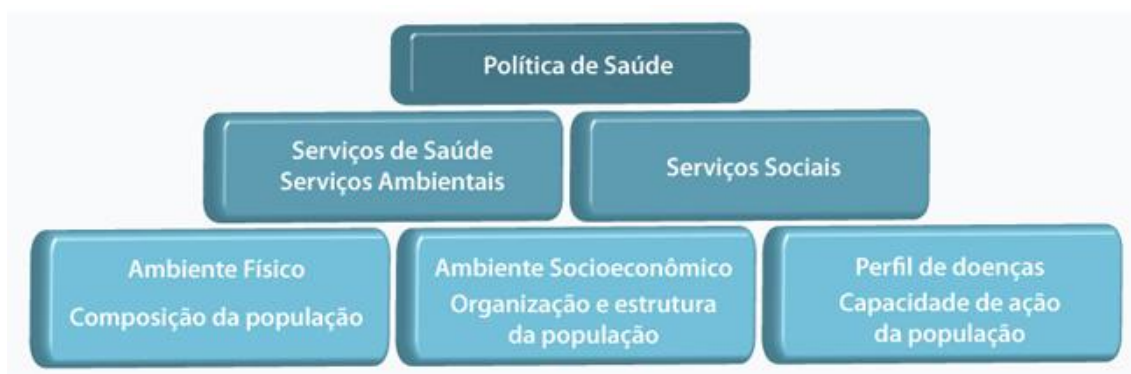 Política de Saúde
Serviços de Saúde
Serviços Ambientais
Serviços Sociais
Ambiente Físico
Composição da população
Ambiente Socioeconômico
Organização e estrutura
da população
Perfil de doenças
Capacidade de ação
da população